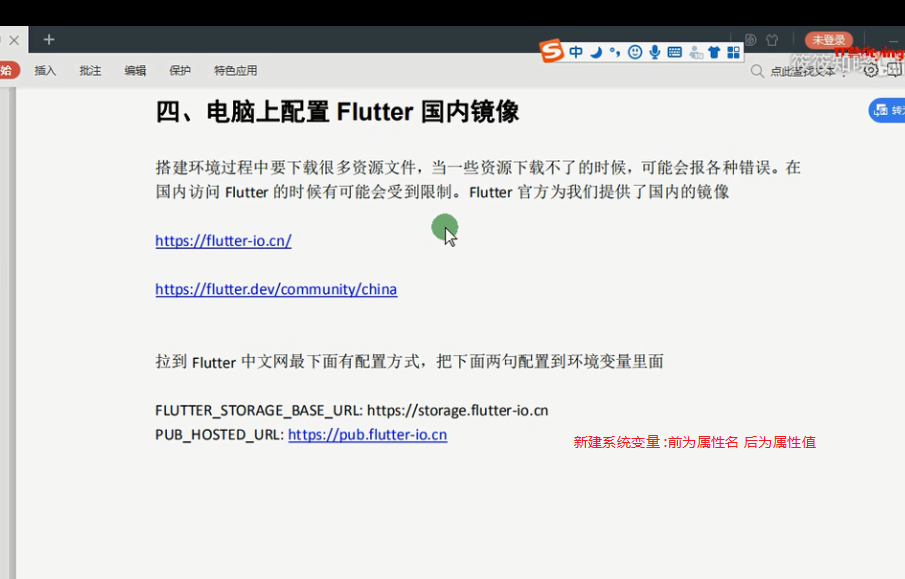 中
未登录
始 插入 批注 编辑 保护 特色应用
点此查找文本
四、电脑上配置 Flutter 国内镜像
搭建环境过程中要下载很多资源文件，当一些资源下载不了的时候，可能会报各种错误。在
国内访问 Flutter 的时候有可能会受到限制。Flutter 官方为我们提供了国内的镜像
https://flutter-io.cn/
https://flutter.dev/community/china
拉到 Flutter 中文网最下面有配置方式，把下面两句配置到环境变量里面
FLUTTER_STORAGE_BASE_URL: https://storage.flutter-io.cn
PUB_HOSTED_URL: https://pub.flutter-io.cn
新建系统变量 :前为属性名 后为属性值